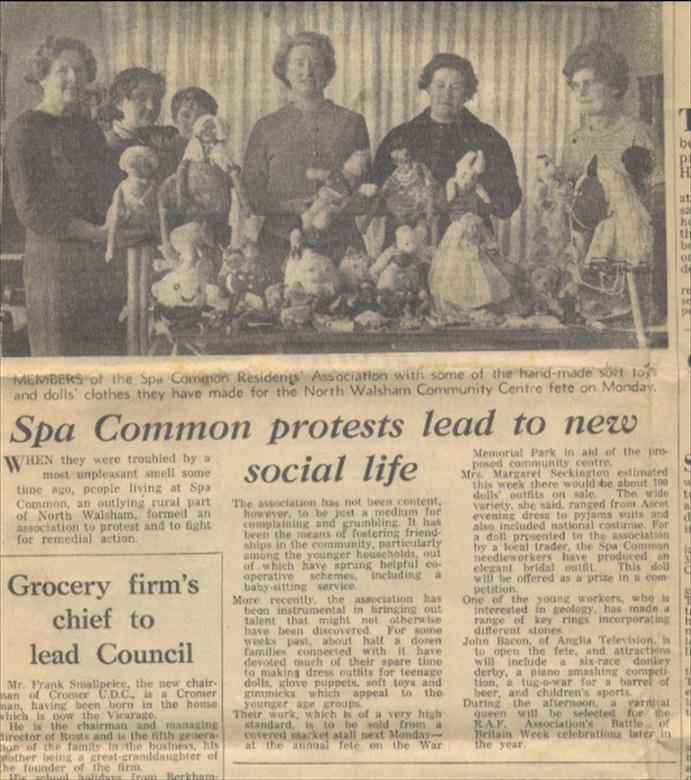 MEMBERS of the Spa Common Residents' Association with some of the hand-made soft toys
and dolls' clothes they have made for the North Walsham Community Centre fete on Monday.
Spa Common protests lead to new
social life
WHEN they were troubled by a
most unpleasant smell some
time ago, people living at Spa
Common, an outlying rural part
of North Walsham, formed an
association to protest and to fight
for remedial action.
The association has not been content,
however, to be just a medium for
complaining and grumbling. It has
been the means of fostering friend-
ships in the community, particularly
among the younger households, out
of which have sprung helpful co-
operative schemes, including a
baby-sitting service.
More recently, the association has
been instrumental in bringing out
talent that might not otherwise
have been discovered. For some
weeks past, about half a dozen
families connected with it have
devoted much of their spare time
to making dress outfits for teenage
dolls, glove puppets, soft toys and
gimmicks which appeal to the
younger age groups.
Their work, which is of a very high
standard, is to be sold from a
covered market stall next Monday—
at the annual fete on the War
Memorial Park in aid of the pro-
posed community centre.
Mrs. Margaret Seckington estimated
this week there would be about 100
dolls' outfits on sale. The wide
variety, she said, ranged from Ascot
evening dress to pyjama suits and
also included national costume. For
a doll presented to the association
by a local trader, the Spa Common
needleworkers have produced an
elegant bridal outfit. This doll
will be offered as a prize in a com-
petition.
One of the young workers, who is
interested in geology, has made a
range of key rings incorporating
different stones.
John Bacon, of Anglia Television, is
to open the fete, and attractions
will include a six-race donkey
derby, a piano smashing competi-
tion, a tug-o-war for a barrel of
beer, and children's sports.
During the afternoon, a carnival
queen will be selected for the
R.A.F. Association's Battle of
Britain Week celebrations later in
the year.
Grocery firm's
chief to
lead Council
Mr. Frank Smallpeice, the new chair-
man of Cromer U.D.C., is a Cromer
man, having been born in the house
which is now the Vicarage.
He is the chairman and managing
director of Rusts and is the fifth genera-
tion of the family in the business, his
mother being a great-granddaughter of
the founder of the firm.
His school holidays from Berkham-